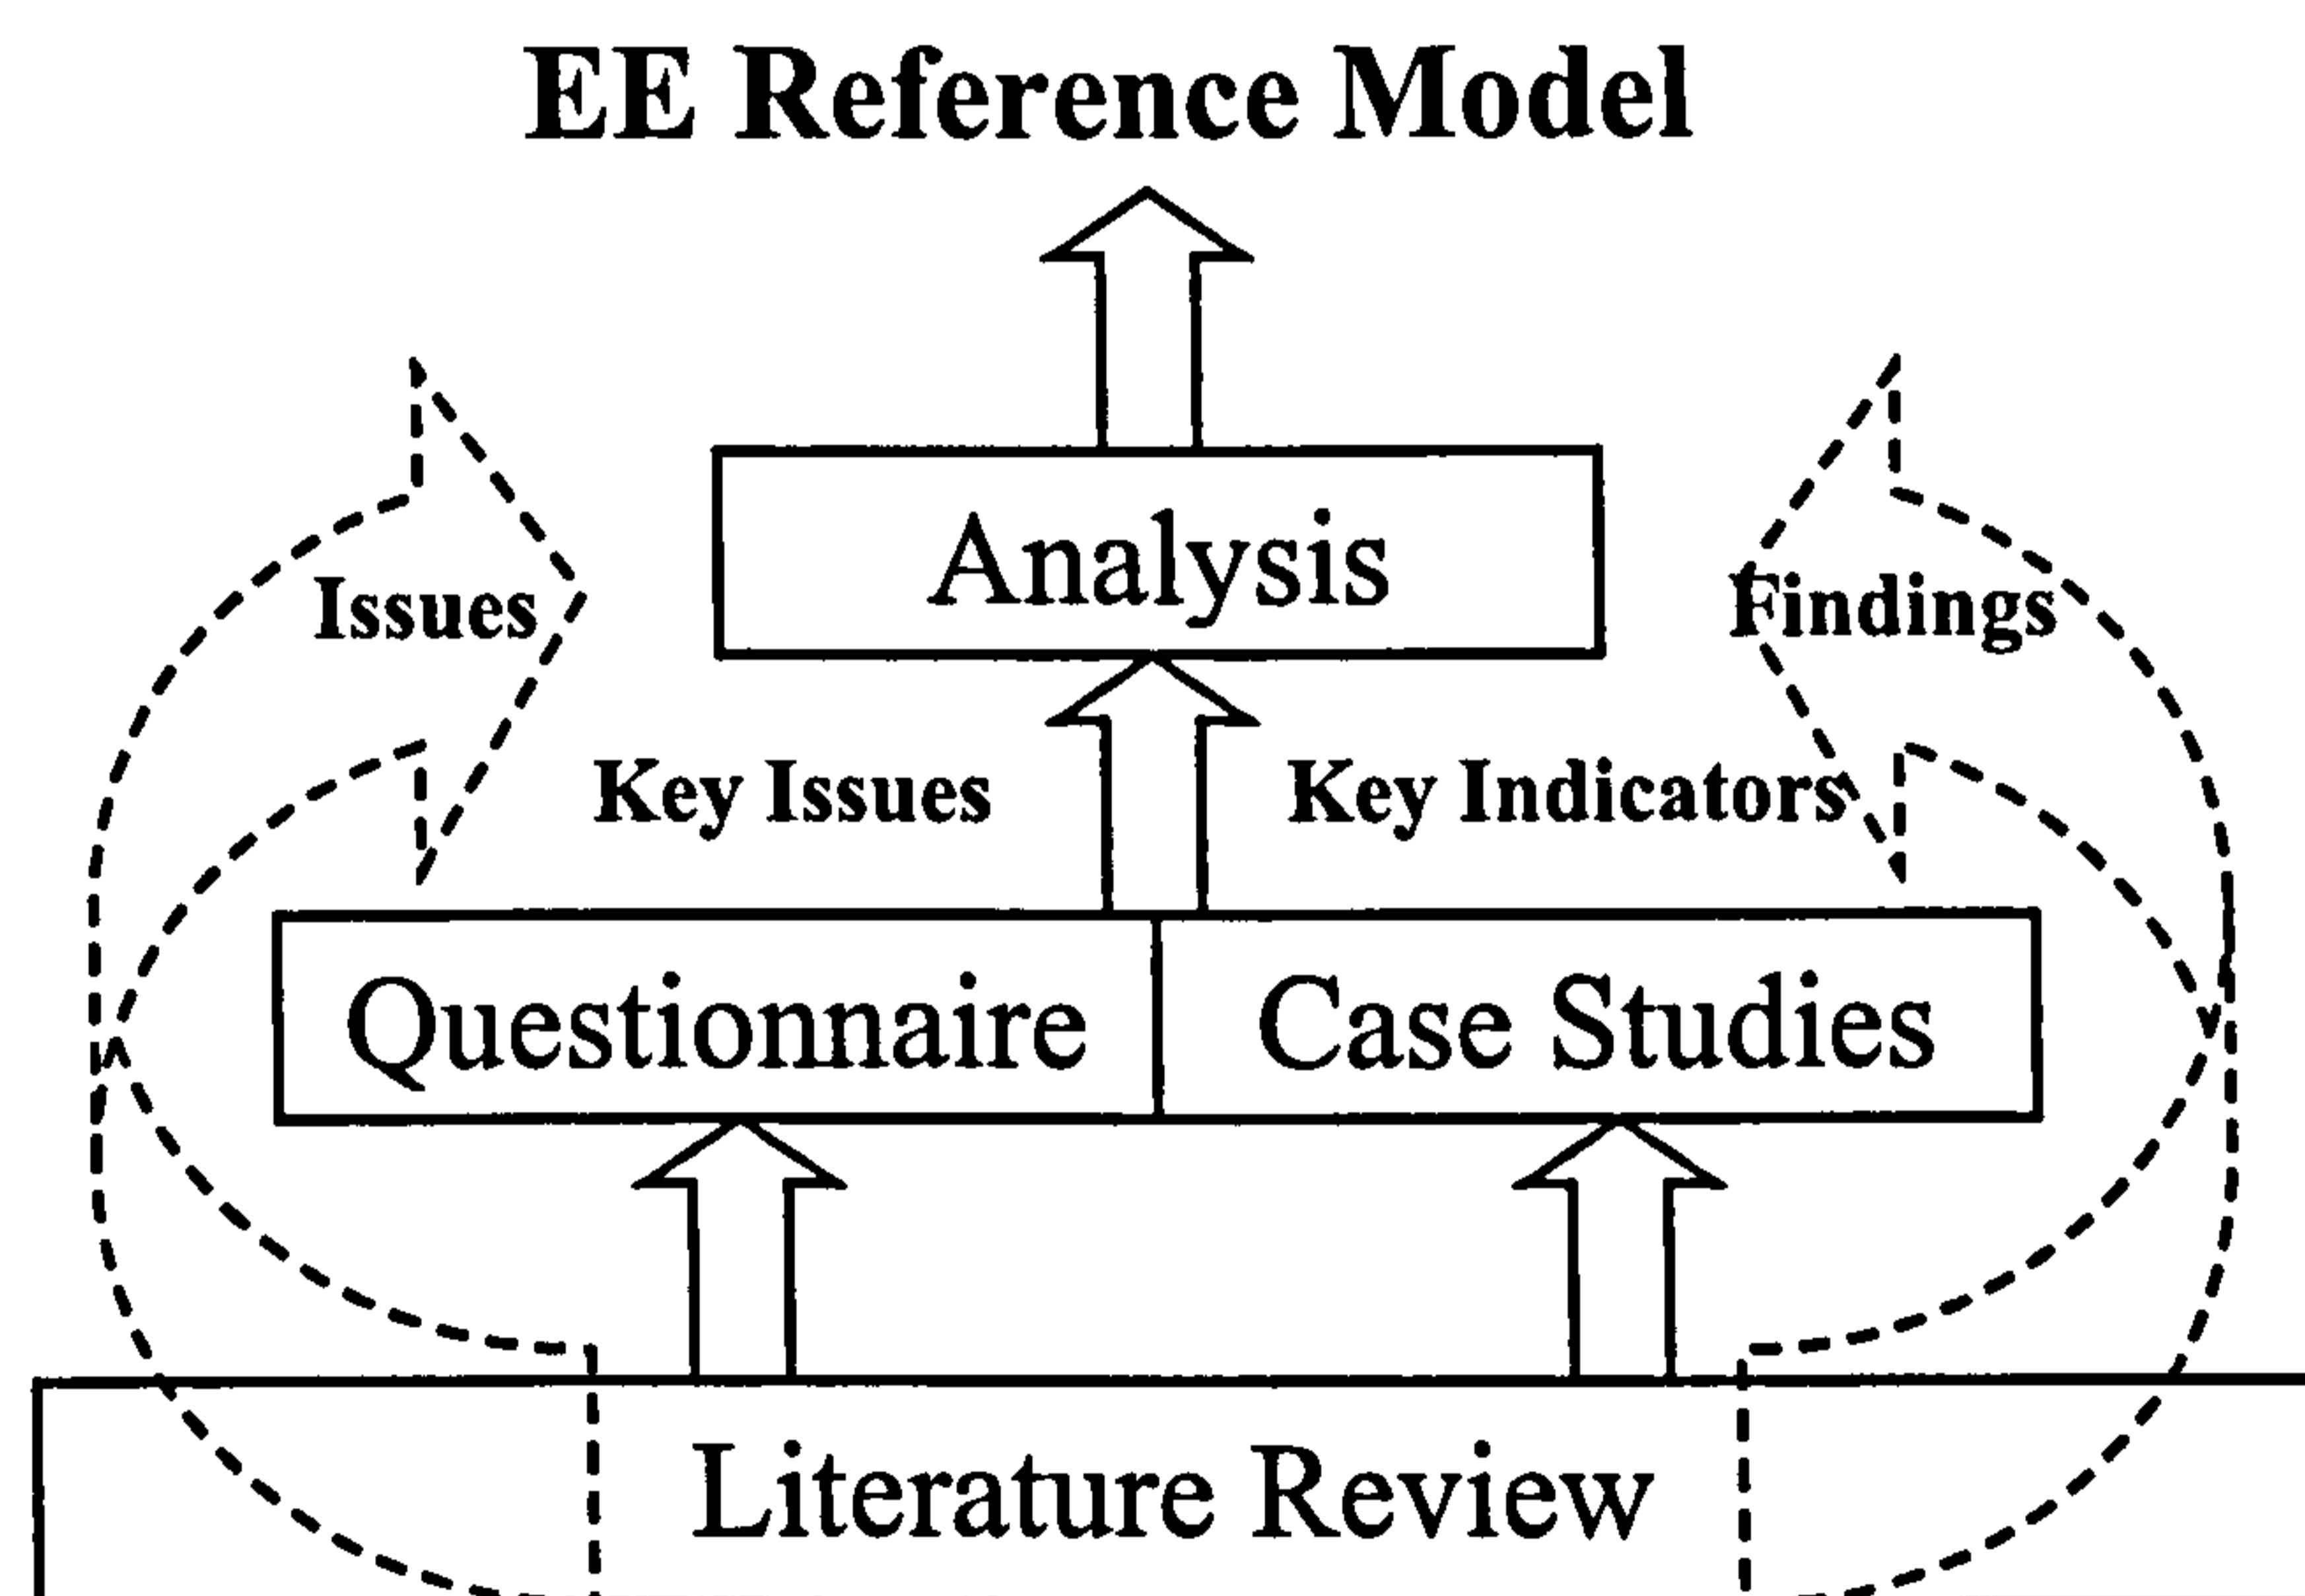 EE Reference Model
Analysis
Issues
Findings
Key Issues
Key Indicators
Questionnaire
Case Studies
Literature Review